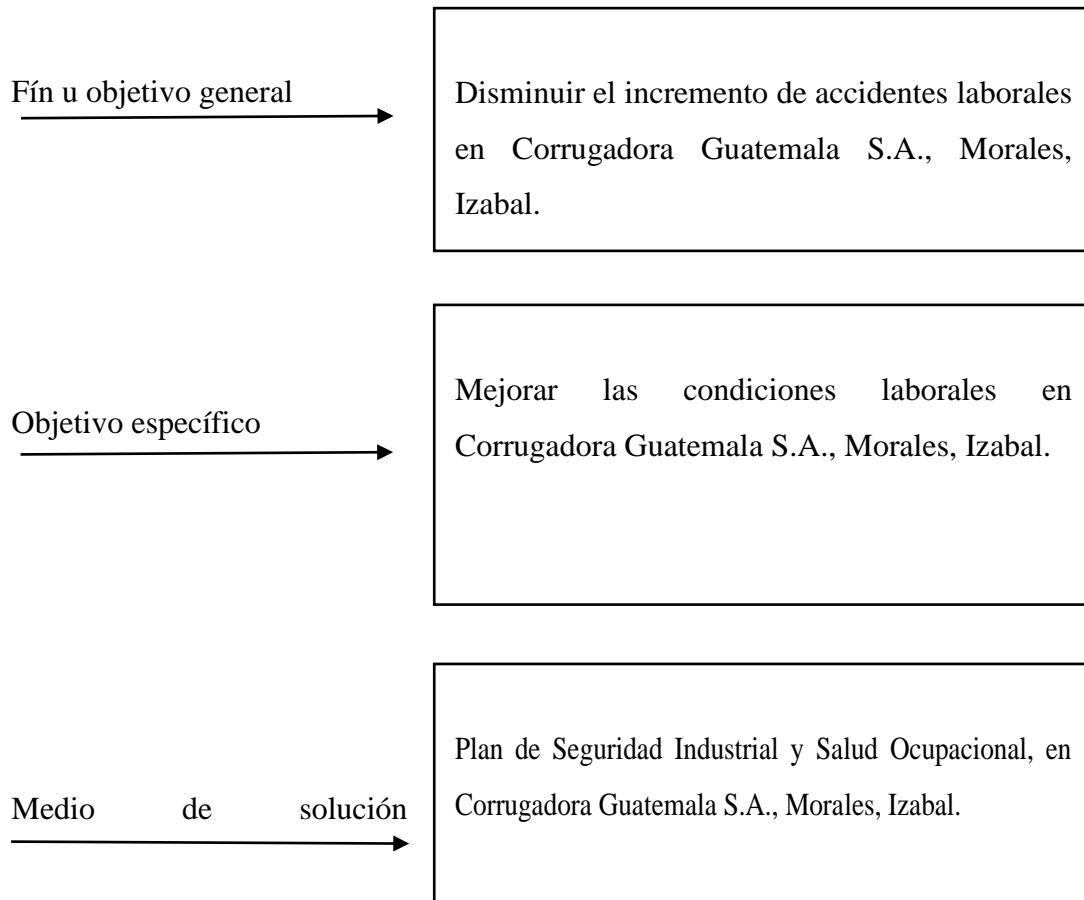 Fín u objetivo general
Disminuir el incremento de accidentes laborales
en Corrugadora Guatemala S.A., Morales,
Izabal.
Objetivo específico
Mejorar las condiciones laborales en
Corrugadora Guatemala S.A., Morales, Izabal.
Medio de solución
Plan de Seguridad Industrial y Salud Ocupacional, en
Corrugadora Guatemala S.A., Morales, Izabal.